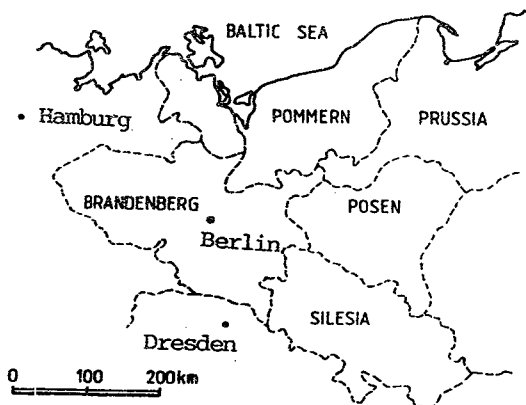 BALTIC SEA
Hamburg
POMMERN
PRUSSIA
BRANDENBERG
POSEN
Berlin
SILESIA
Dresden
0 100 200km